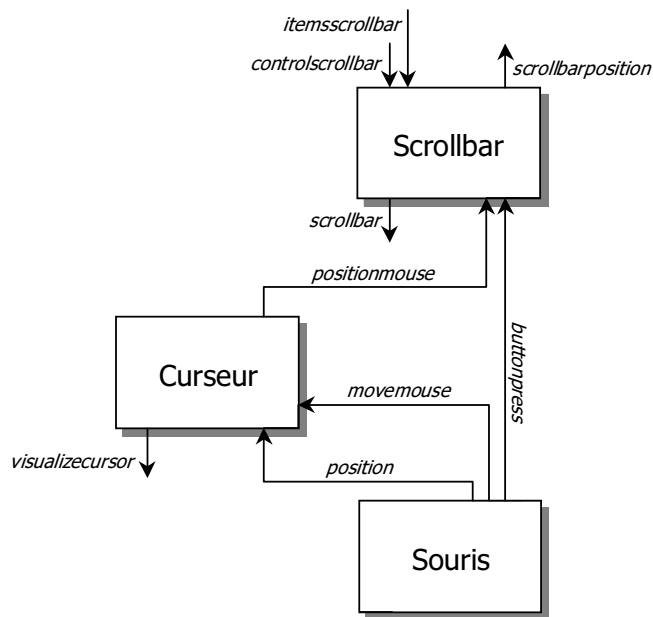 itemsscrollbar
controlscrollbar
scrollbarposition
Scrollbar
scrollbar
positionmouse
buttonpress
Curseur
movemouse
visualizecursor
position
Souris